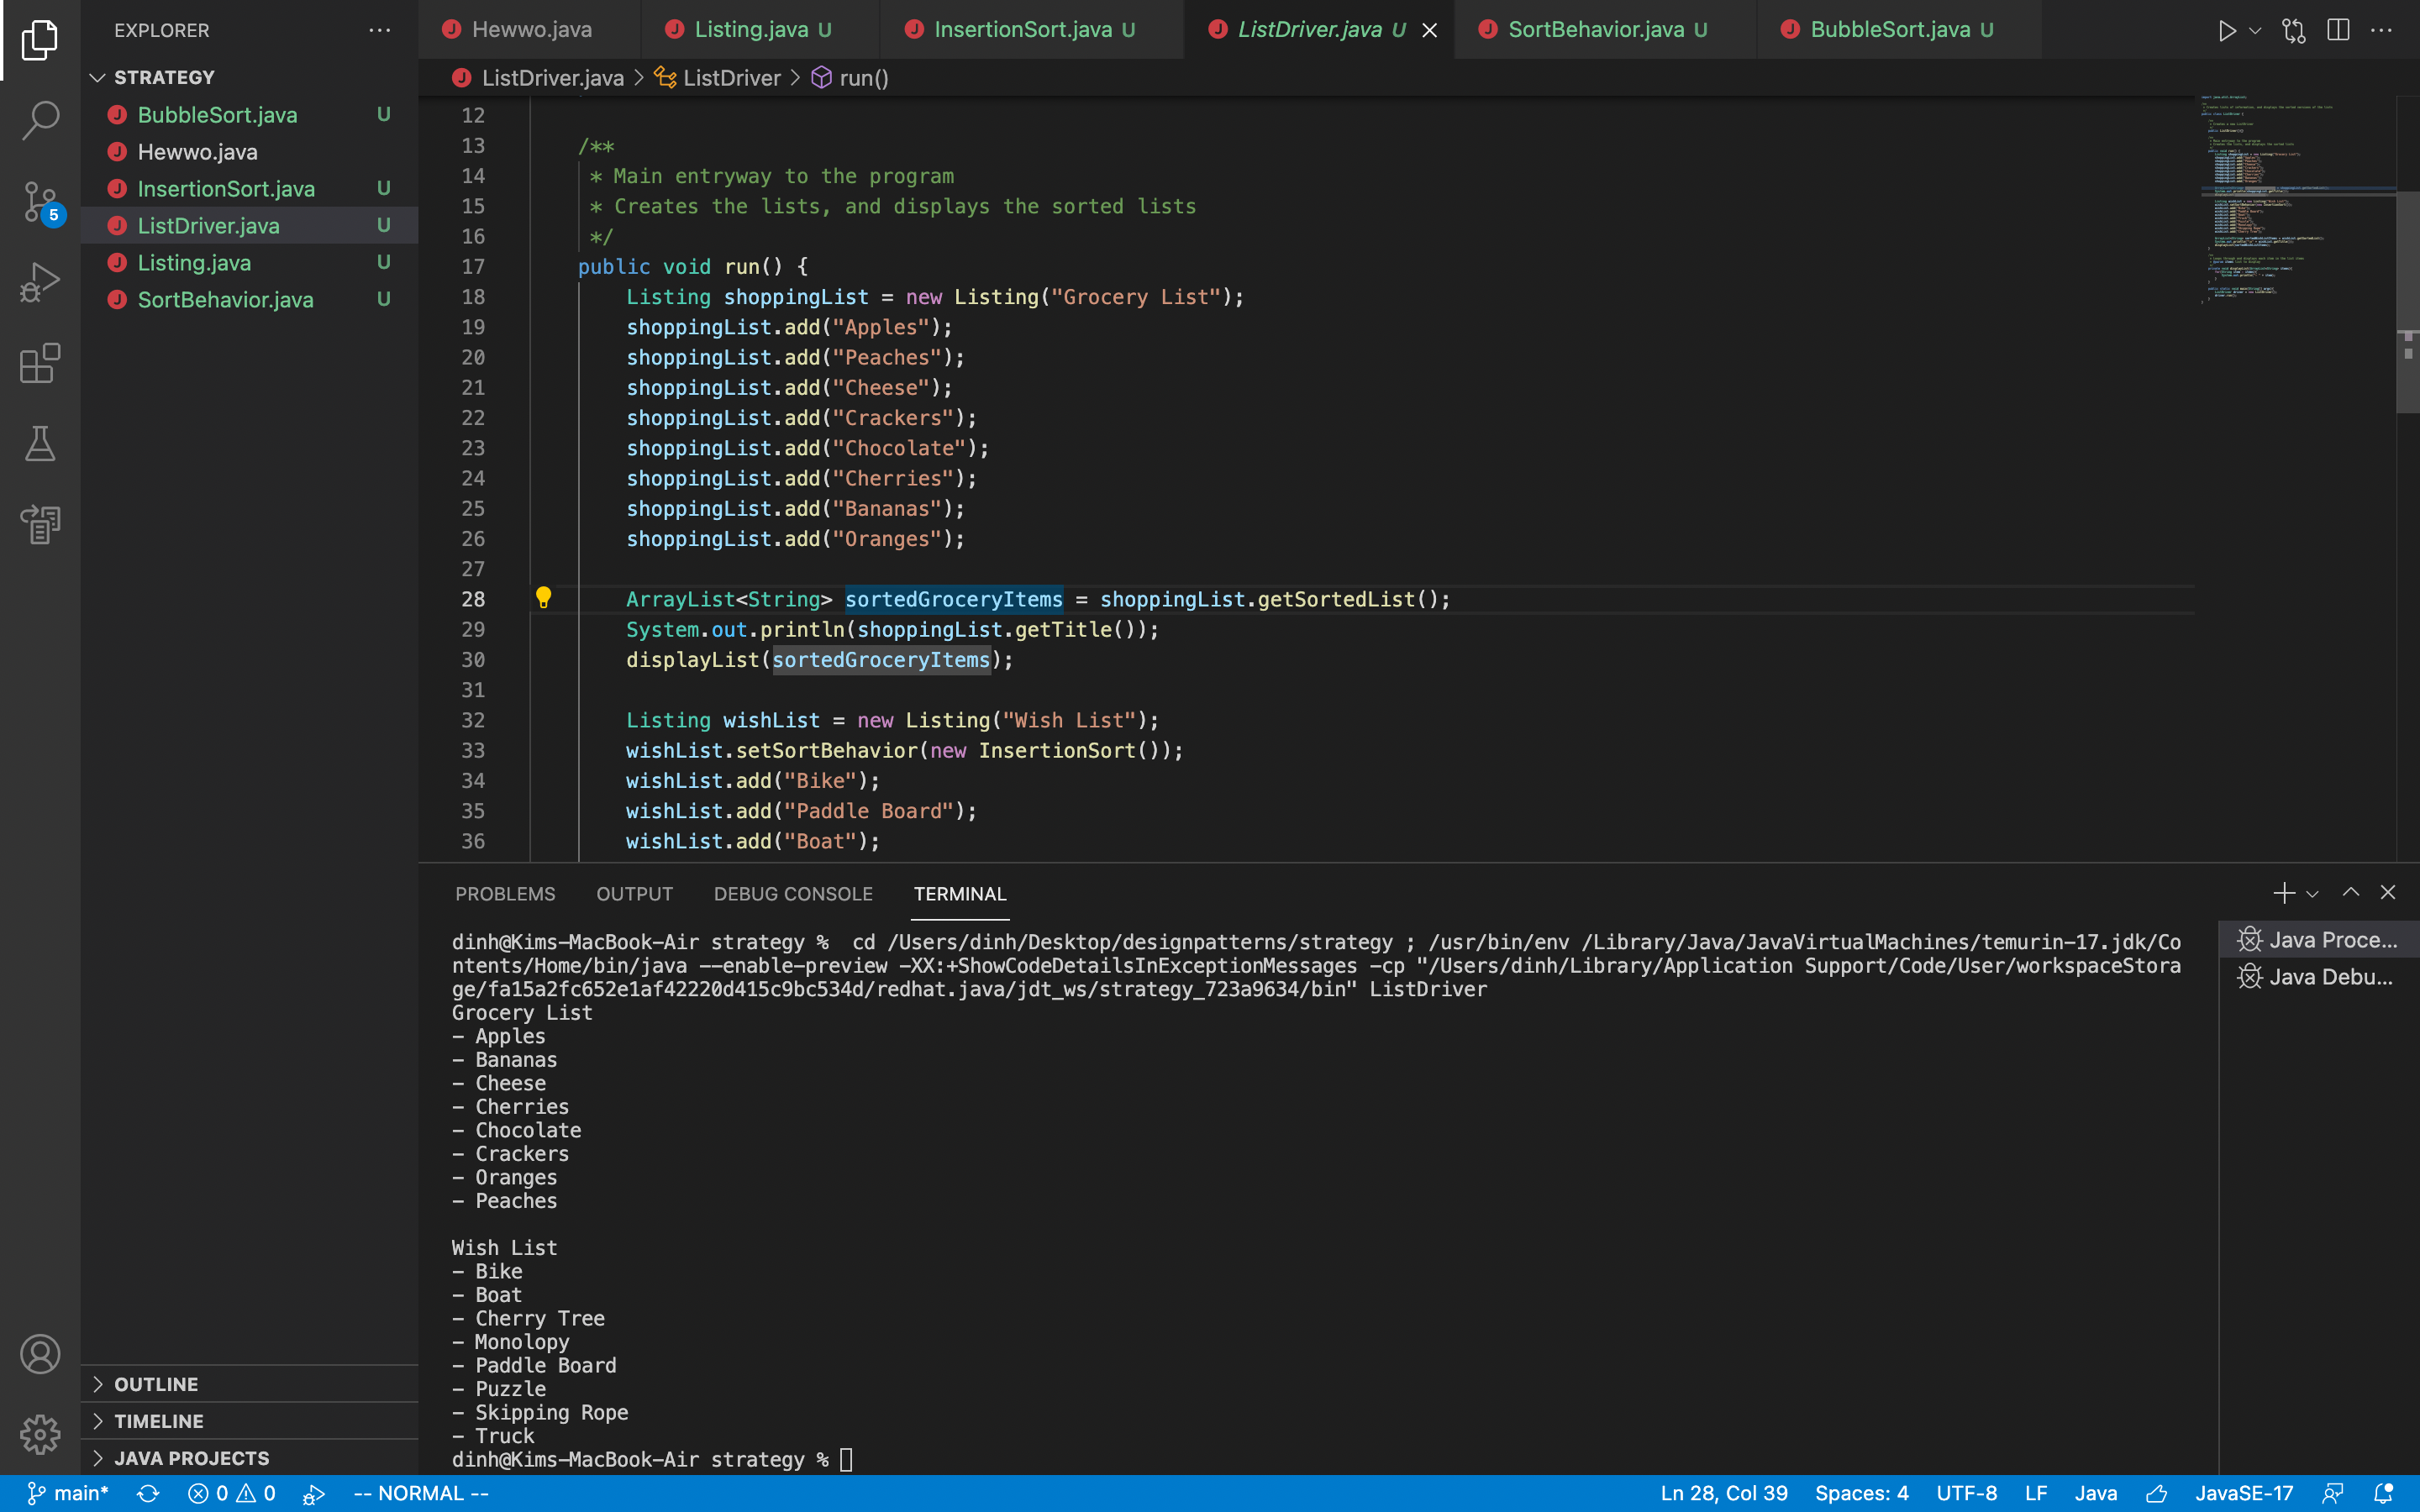 EXPLORER
STRATEGY
BubbleSort.java U
Hewwo.java
InsertionSort.java U
ListDriver.java U
Listing.java U
SortBehavior.java U
OUTLINE
TIMELINE
JAVA PROJECTS
5
Hewwo.java Listing.java U InsertionSort.java U ListDriver.java U SortBehavior.java U BubbleSort.java U
ListDriver.java > ListDriver > run()
12
13 /**
14 * Main entryway to the program
15 * Creates the lists, and displays the sorted lists
16 */
17 public void run() {
18 Listing shoppingList = new Listing("Grocery List");
19 shoppingList.add("Apples");
20 shoppingList.add("Peaches");
21 shoppingList.add("Cheese");
22 shoppingList.add("Crackers");
23 shoppingList.add("Chocolate");
24 shoppingList.add("Cherries");
25 shoppingList.add("Bananas");
26 shoppingList.add("Oranges");
27
28 ArrayList<String> sortedGroceryItems = shoppingList.getSortedList();
29 System.out.println(shoppingList.getTitle());
30 displayList(sortedGroceryItems);
31
32 Listing wishList = new Listing("Wish List");
33 wishList.setSortBehavior(new InsertionSort());
34 wishList.add("Bike");
35 wishList.add("Paddle Board");
36 wishList.add("Boat");
PROBLEMS OUTPUT DEBUG CONSOLE TERMINAL
dinh@Kims-MacBook-Air strategy % cd /Users/dinh/Desktop/designpatterns/strategy ; /usr/bin/env /Library/Java/JavaVirtualMachines/temurin-17.jdk/Co
ntents/Home/bin/java --enable-preview -XX:+ShowCodeDetailsInExceptionMessages -cp "/Users/dinh/Library/Application Support/Code/User/workspaceStora
ge/fa15a2fc652e1af42220d415c9bc534d/redhat.java/jdt_ws/strategy_723a9634/bin" ListDriver
Grocery List
- Apples
- Bananas
- Cheese
- Cherries
- Chocolate
- Crackers
- Oranges
- Peaches
Wish List
- Bike
- Boat
- Cherry Tree
- Monolopy
- Paddle Board
- Puzzle
- Skipping Rope
- Truck
dinh@Kims-MacBook-Air strategy %
Java Proce...
Java Debu...
main* 0 0 -- NORMAL -- Ln 28, Col 39 Spaces: 4 UTF-8 LF Java JavaSE-17